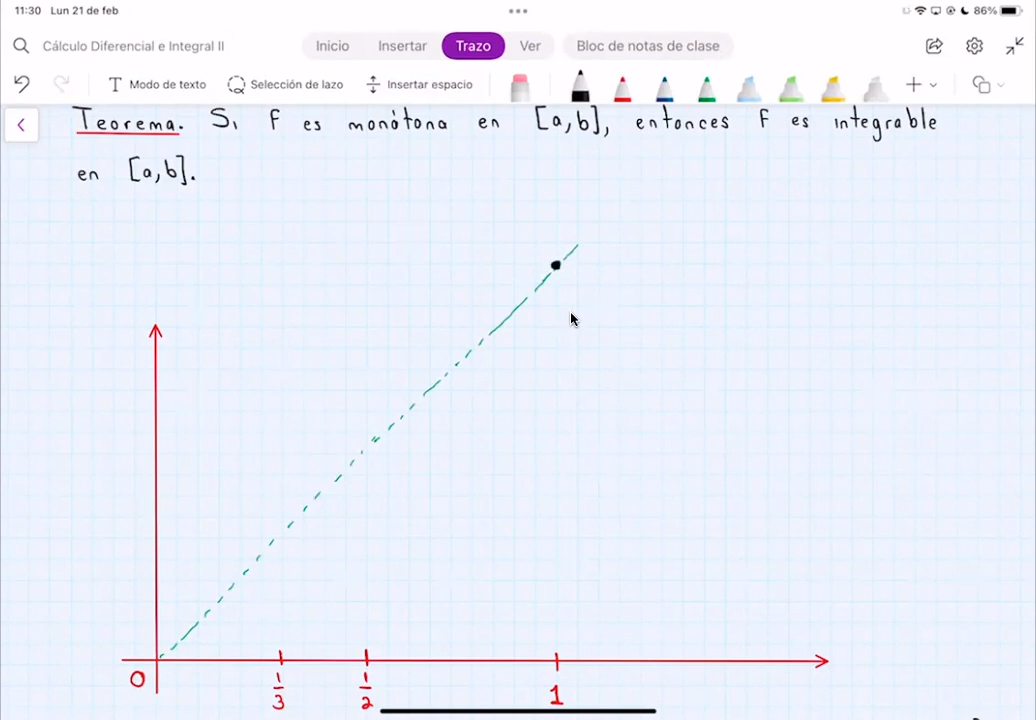 11:30 Lun 21 de feb 86%
Cálculo Diferencial e Integral II Inicio Insertar Trazo Ver Bloc de notas de clase
Modo de texto Selección de lazo Insertar espacio
Teorema. Si f es monótona en [a,b], entonces f es integrable
en [a,b].
0 1/3 1/2 1